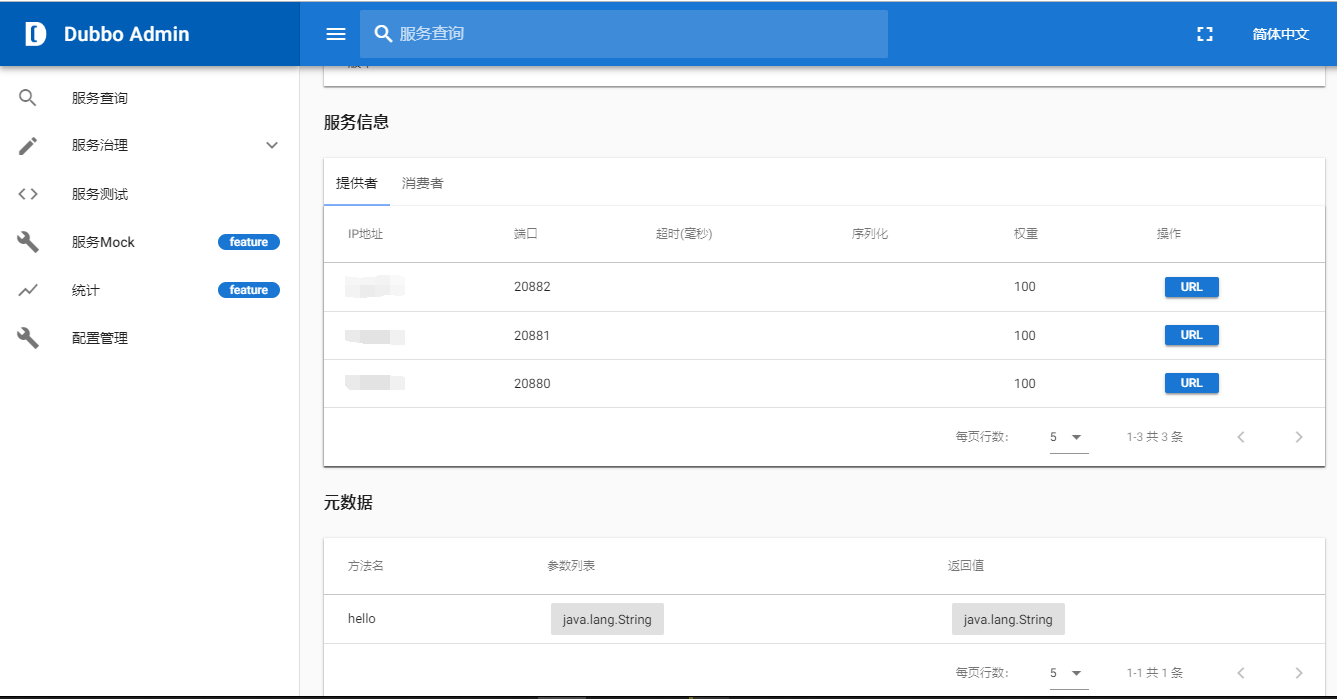 Dubbo Admin
服务查询
简体中文
服务查询
服务治理
服务测试
服务Mock feature
统计 feature
配置管理
服务信息
提供者 消费者
IP地址 端口 超时(毫秒) 序列化 权重 操作
20882 100 URL
20881 100 URL
20880 100 URL
每页行数: 5 1-3 共 3 条
元数据
方法名 参数列表 返回值
hello java.lang.String java.lang.String
每页行数: 5 1-1 共 1 条